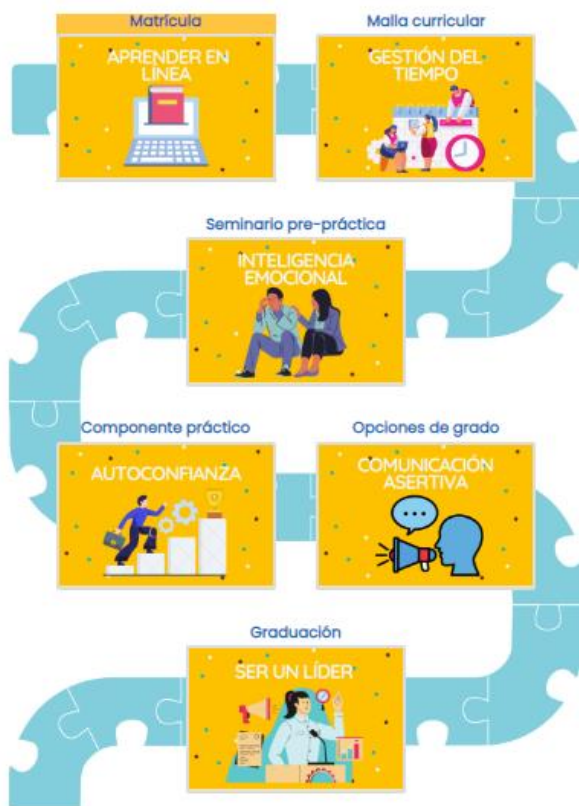 Matrícula
APRENDER EN
LÍNEA
Malla curricular
GESTIÓN DEL
TIEMPO
Seminario pre-práctica
INTELIGENCIA
EMOCIONAL
Componente práctico
AUTOCONFIANZA
Opciones de grado
COMUNICACIÓN
ASERTIVA
Graduación
SER UN LÍDER